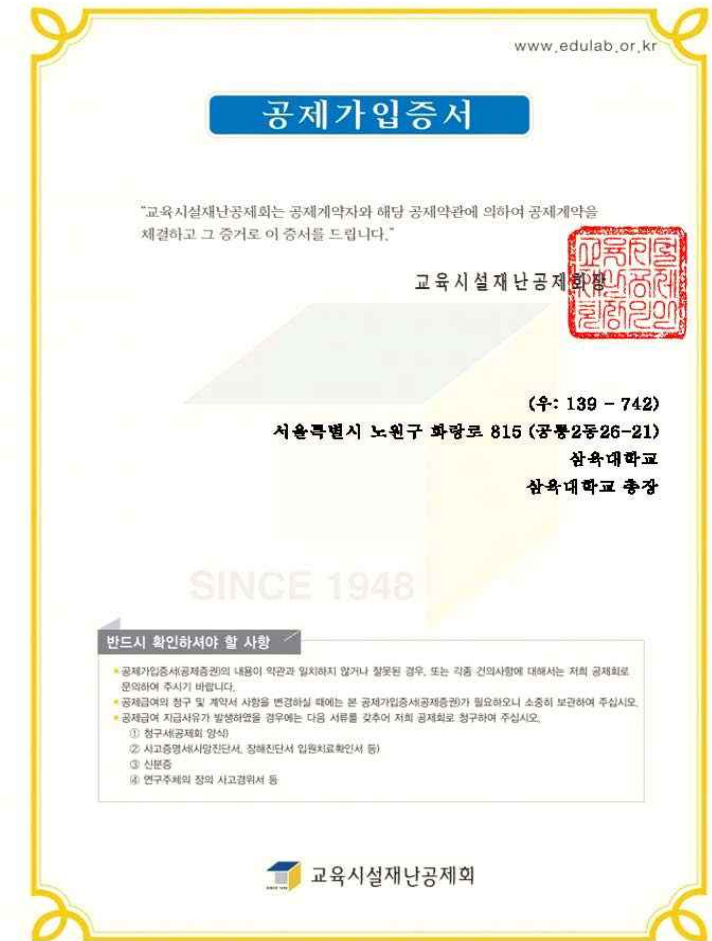 www.edulab.or.kr
공제가입증서
"교육시설재난공제회는 공제계약자와 해당 공제약관에 의하여 공제계약을
체결하고 그 증거로 이 증서를 드립니다."
교육시설재난공제회장
(우: 139 - 742)
서울특별시 노원구 화랑로 815 (공릉2동26-21)
삼육대학교
삼육대학교 총장
SINCE 1948
반드시 확인하셔야 할 사항
공제가입증서(공제증권)의 내용이 약관과 일치하지 않거나 잘못된 경우, 또는 각종 건의사항에 대해서는 저희 공제회로
문의하여 주시기 바랍니다.
공제급여의 청구 및 계약서 사항을 변경하실 때에는 본 공제가입증서(공제증권)가 필요하오니 소중히 보관하여 주십시오.
공제급여 지급사유가 발생하였을 경우에는 다음 서류를 갖추어 저희 공제회로 청구하여 주십시오.
① 청구서(공제회 양식)
② 사고증명서(사망진단서, 장해진단서 입원치료확인서 등)
③ 신분증
④ 연구주체의 장의 사고경위서 등
교육시설재난공제회